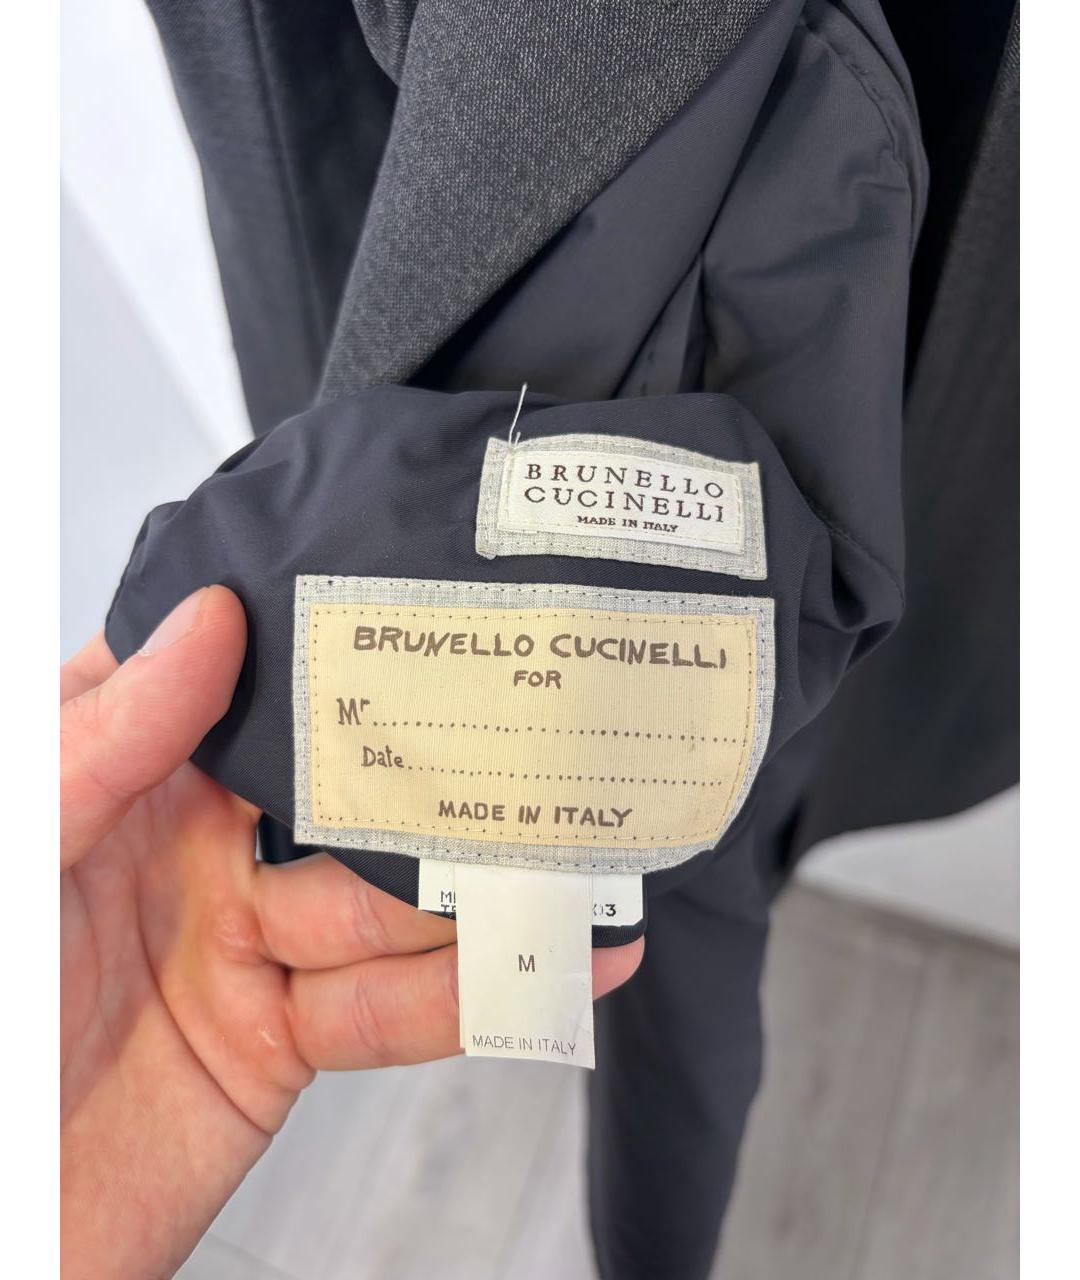 BRUNELLO
CUCINELLI
MADE IN ITALY
BRUNELLO CUCINELLI
FOR
Mr
Date
MADE IN ITALY
M
MADE IN ITALY